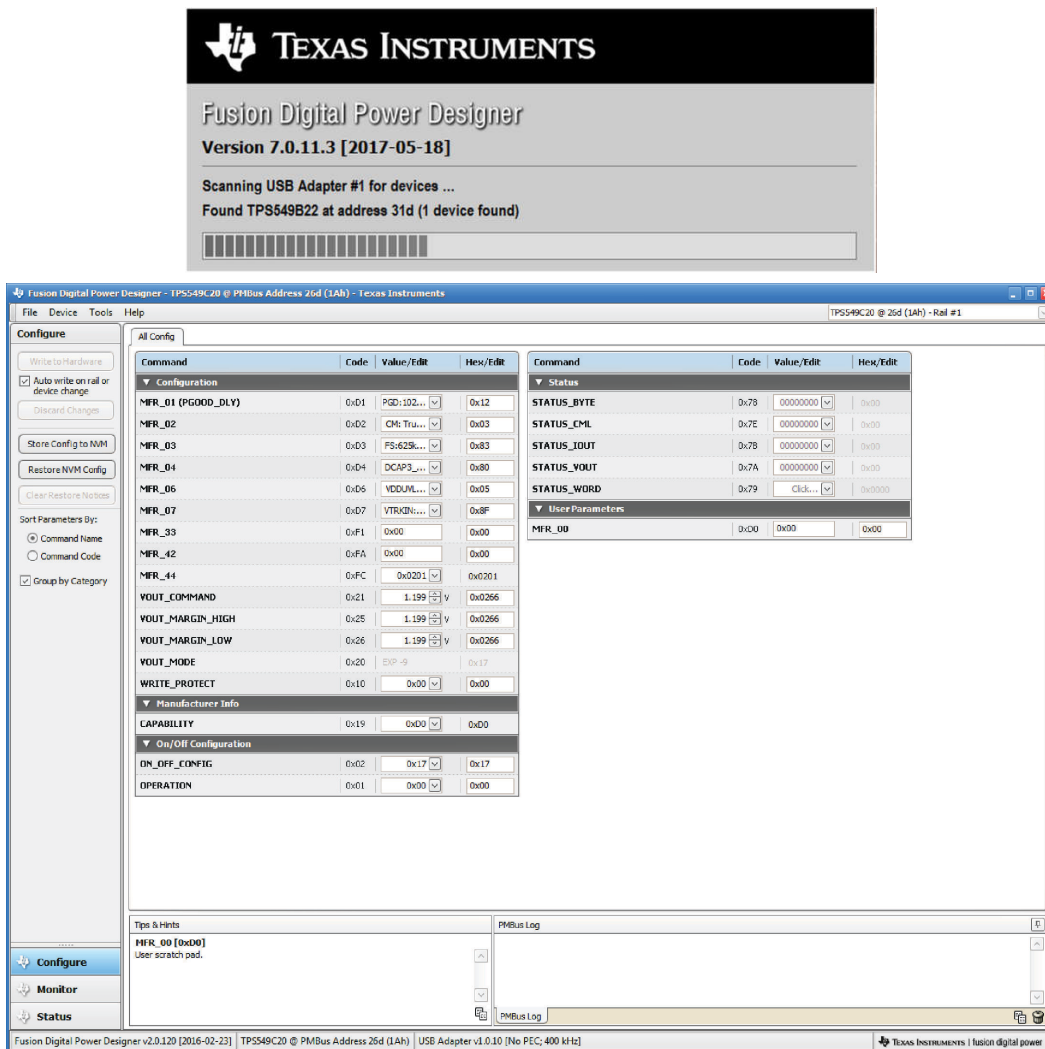 TEXAS INSTRUMENTS
Fusion Digital Power Designer
Version 7.0.11.3 [2017-05-18]
Scanning USB Adapter #1 for devices ...
Found TPS549B22 at address 31d (1 device found)
Fusion Digital Power Designer - TPS549C20 @ PMBus Address 26d (1Ah) - Texas Instruments
File Device Tools Help
TPS549C20 @ 26d (1Ah) - Rail #1
Configure
Write to Hardware
Auto write on rail or
device change
Discard Changes
Store Config to NVM
Restore NVM Config
Clear Restore Notices
Sort Parameters By:
Command Name
Command Code
Group by Category
All Config
Command Code Value/Edit Hex/Edit
Configuration
MFR_01 (PGOOD_DLY) 0xD1 PGD:102... 0x12
MFR_02 0xD2 CM: Tru... 0x03
MFR_03 0xD3 FS:625k... 0x83
MFR_04 0xD4 DCAP3_... 0x80
MFR_06 0xD6 VDDUVL... 0x05
MFR_07 0xD7 VTRKIN:... 0x8F
MFR_33 0xF1 0x00 0x00
MFR_42 0xFA 0x00 0x00
MFR_44 0xFC 0x0201 0x0201
VOUT_COMMAND 0x21 1.199 V 0x0266
VOUT_MARGIN_HIGH 0x25 1.199 V 0x0266
VOUT_MARGIN_LOW 0x26 1.199 V 0x0266
VOUT_MODE 0x20 EXP -9 0x17
WRITE_PROTECT 0x10 0x00 0x00
Manufacturer Info
CAPABILITY 0x19 0xD0 0xD0
On/Off Configuration
ON_OFF_CONFIG 0x02 0x17 0x17
OPERATION 0x01 0x00 0x00
Command Code Value/Edit Hex/Edit
Status
STATUS_BYTE 0x78 00000000 0x00
STATUS_CML 0x7E 00000000 0x00
STATUS_IOUT 0x7B 00000000 0x00
STATUS_VOUT 0x7A 00000000 0x00
STATUS_WORD 0x79 Click... 0x0000
User Parameters
MFR_00 0xD0 0x00 0x00
Tips & Hints
MFR_00 [0xD0]
User scratch pad.
PMBus Log
PMBus Log
Configure
Monitor
Status
Fusion Digital Power Designer v2.0.120 [2016-02-23] TPS549C20 @ PMBus Address 26d (1Ah) USB Adapter v1.0.10 [No PEC; 400 kHz]
TEXAS INSTRUMENTS | fusion digital power